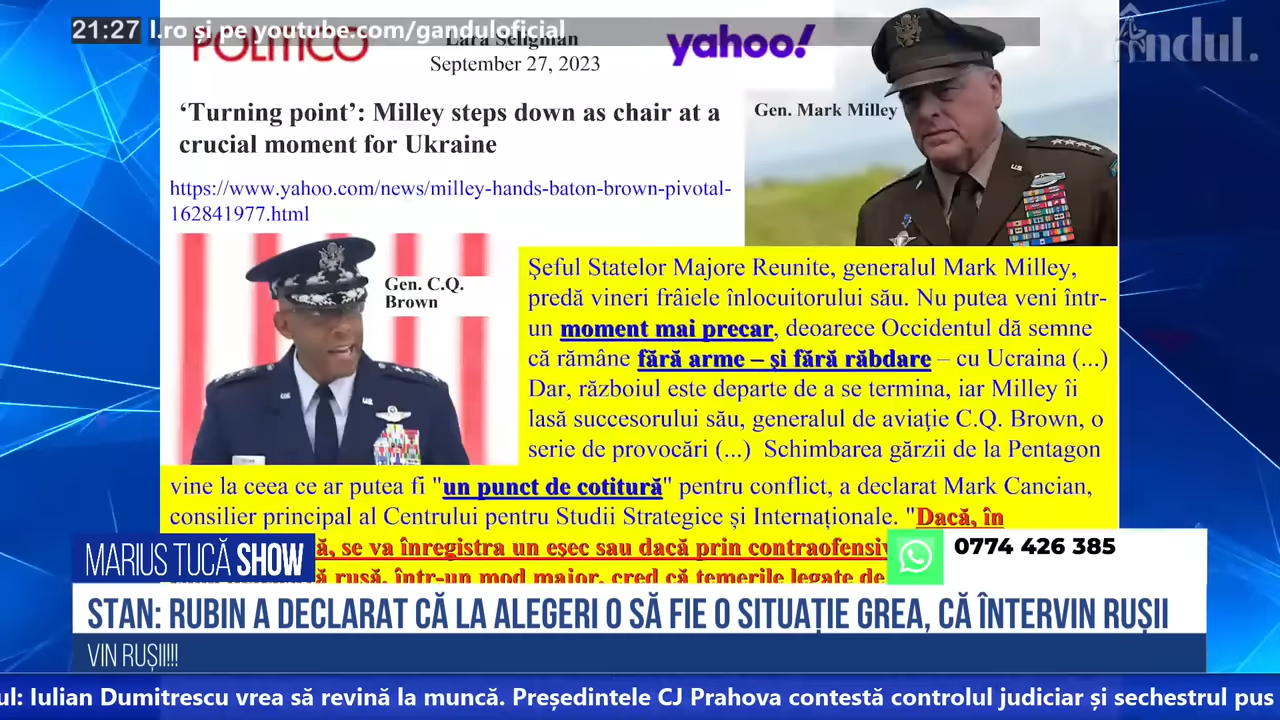 21:27 l.ro și pe youtube.com/ganduloficial
POLITICO
Lara Seligman
September 27, 2023
yahoo!
gândul.
‘Turning point’: Milley steps down as chair at a
crucial moment for Ukraine
https://www.yahoo.com/news/milley-hands-baton-brown-pivotal-
162841977.html
Gen. Mark Milley
Gen. C.Q.
Brown
Şeful Statelor Majore Reunite, generalul Mark Milley,
predă vineri frâiele înlocuitorului său. Nu putea veni într-
un moment mai precar, deoarece Occidentul dă semne
că rămâne fără arme – și fără răbdare – cu Ucraina (...)
Dar, războiul este departe de a se termina, iar Milley îi
lasă succesorului său, generalul de aviaţie C.Q. Brown, o
serie de provocări (...) Schimbarea gărzii de la Pentagon
vine la ceea ce ar putea fi "un punct de cotitură" pentru conflict, a declarat Mark Cancian,
consilier principal al Centrului pentru Studii Strategice și Internaționale. "Dacă, în
ă, se va înregistra un eșec sau dacă prin contraofensiv
ă rusă, într-un mod major, cred că temerile legate de
MARIUS TUCĂ SHOW
0774 426 385
STAN: RUBIN A DECLARAT CĂ LA ALEGERI O SĂ FIE O SITUAȚIE GREA, CĂ ÎNTERVIN RUȘII
VIN RUȘII!!!
ul: Iulian Dumitrescu vrea să revină la muncă. Președintele CJ Prahova contestă controlul judiciar și sechestrul pus